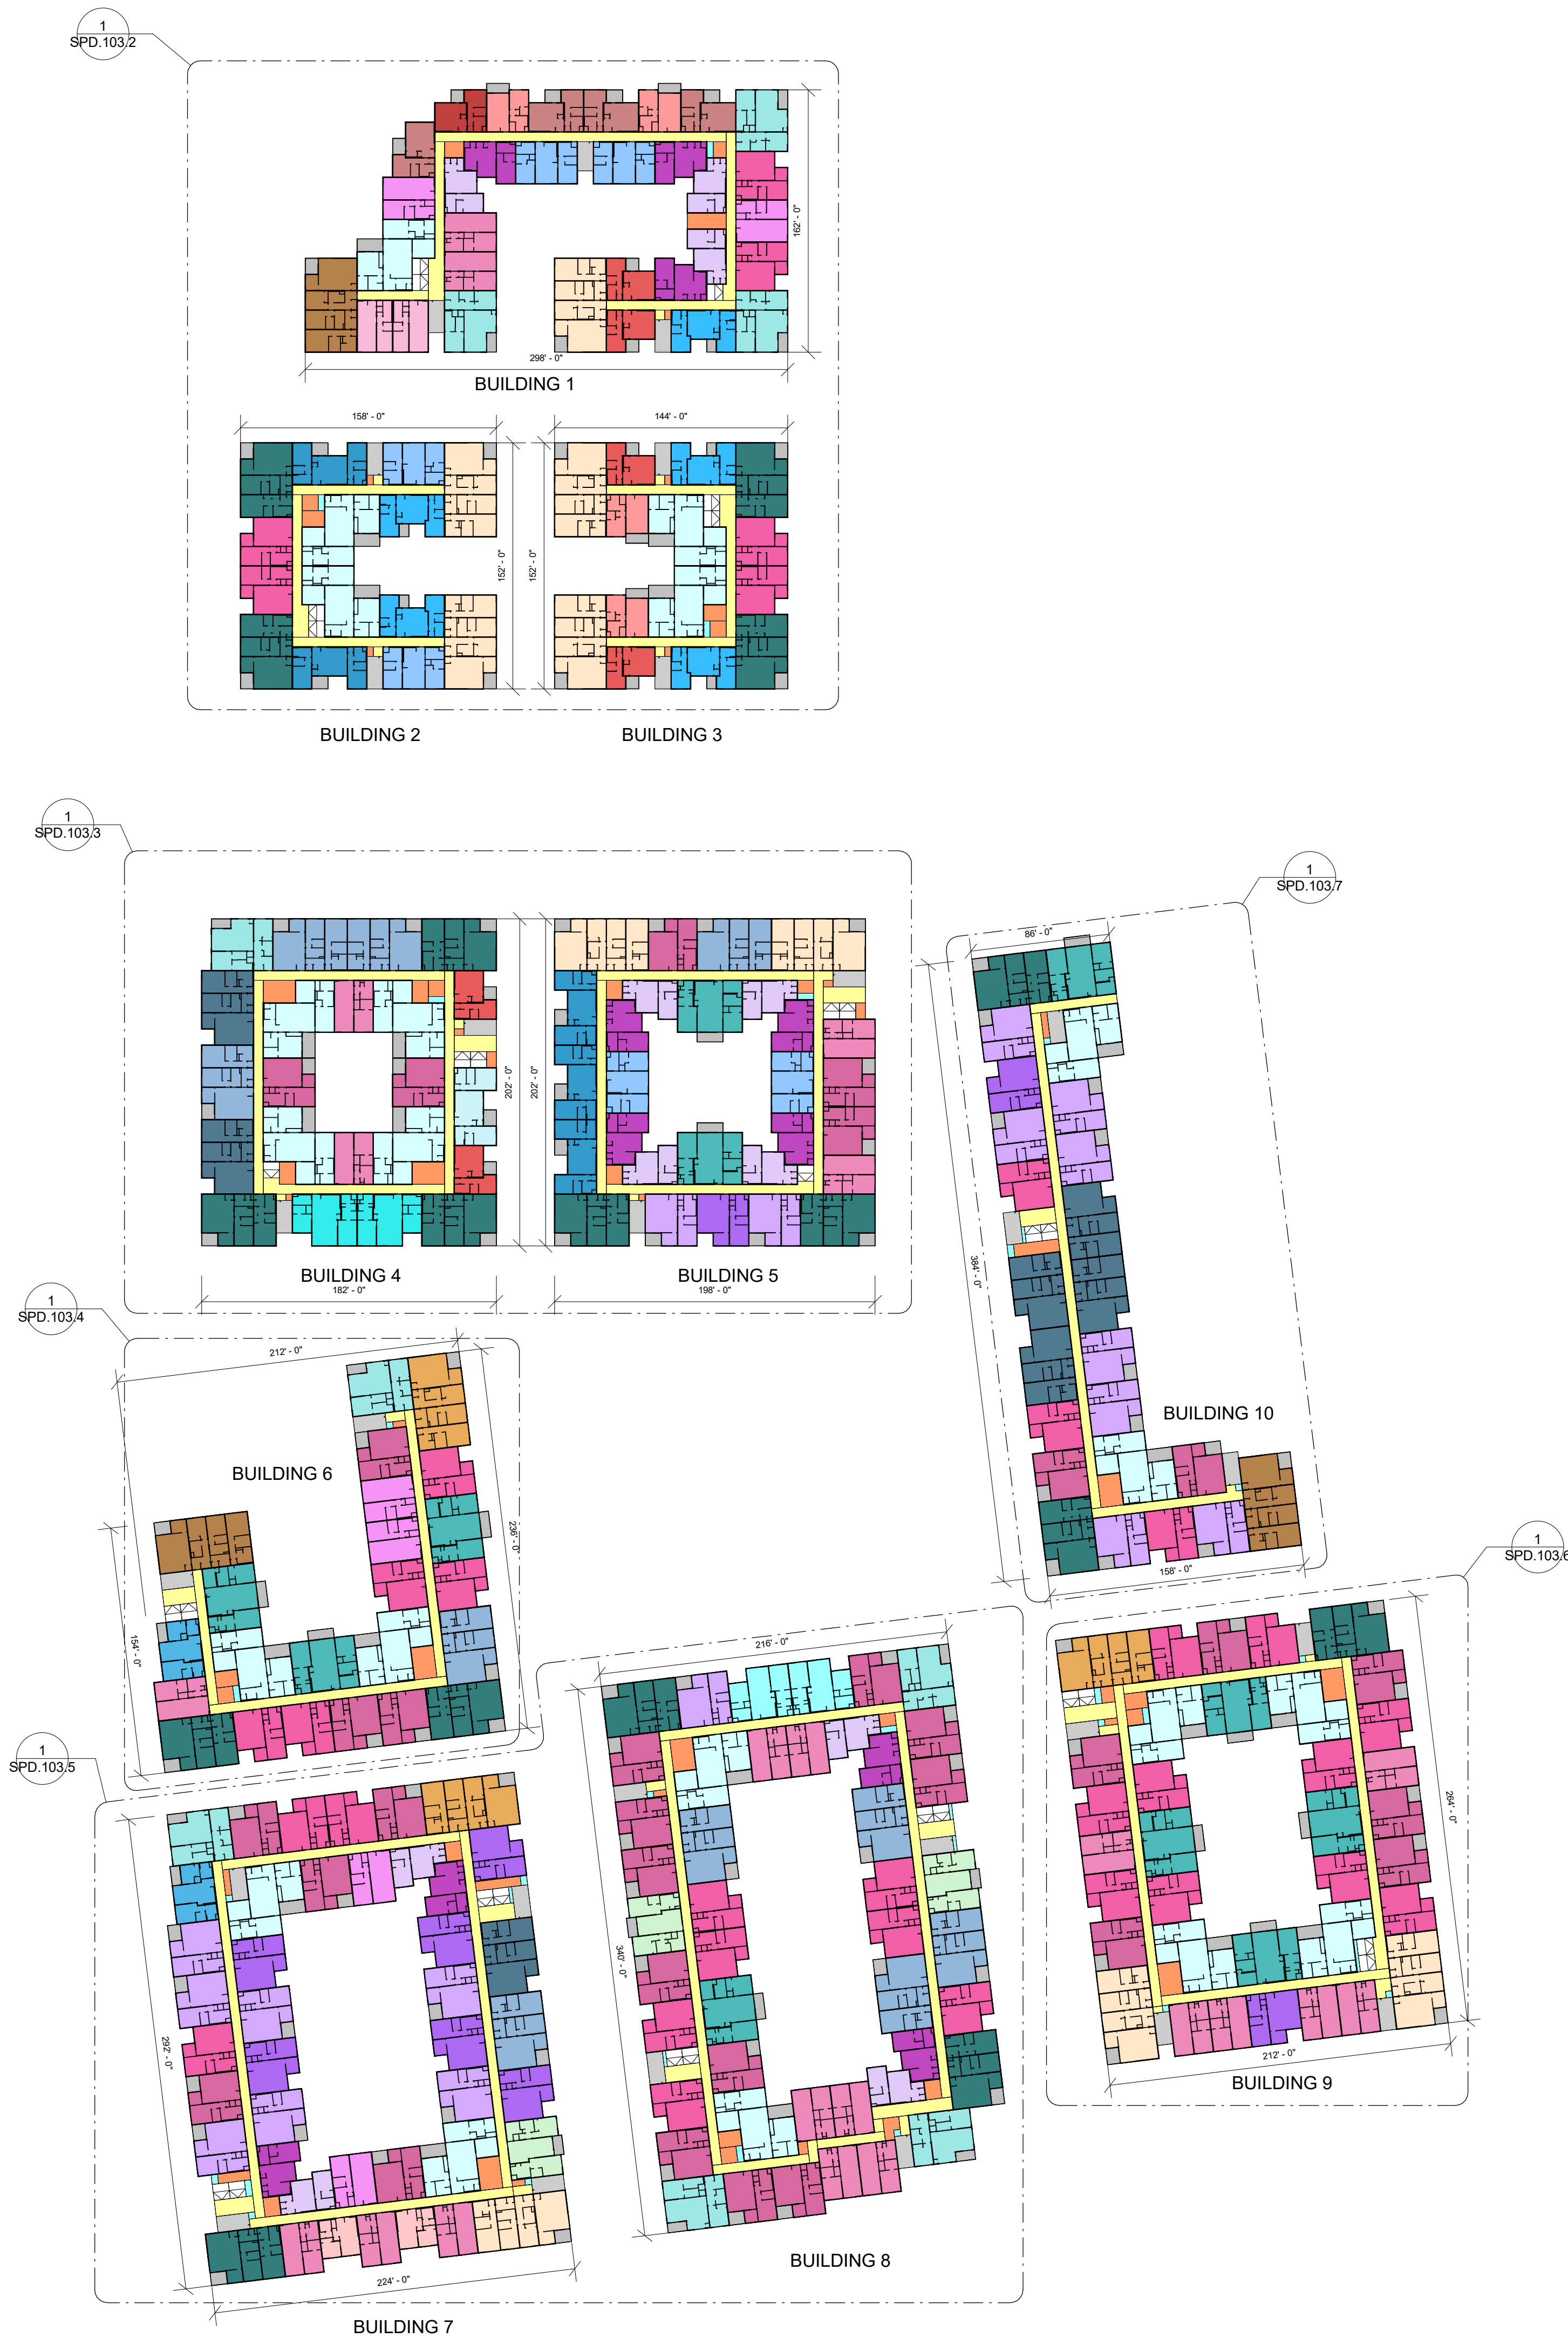 1
SPD.103.2
162' - 0"
298' - 0"
BUILDING 1
158' - 0"
144' - 0"
152' - 0"
152' - 0"
BUILDING 2
BUILDING 3
1
SPD.103.3
1
SPD.103.7
86' - 0"
202' - 0"
202' - 0"
384' - 0"
BUILDING 4
BUILDING 5
182' - 0"
198' - 0"
1
SPD.103.4
212' - 0"
BUILDING 10
BUILDING 6
236' - 0"
1
SPD.103.6
158' - 0"
154' - 0"
216' - 0"
1
SPD.103.5
264' - 0"
340' - 0"
292' - 0"
212' - 0"
BUILDING 9
BUILDING 8
224' - 0"
BUILDING 7